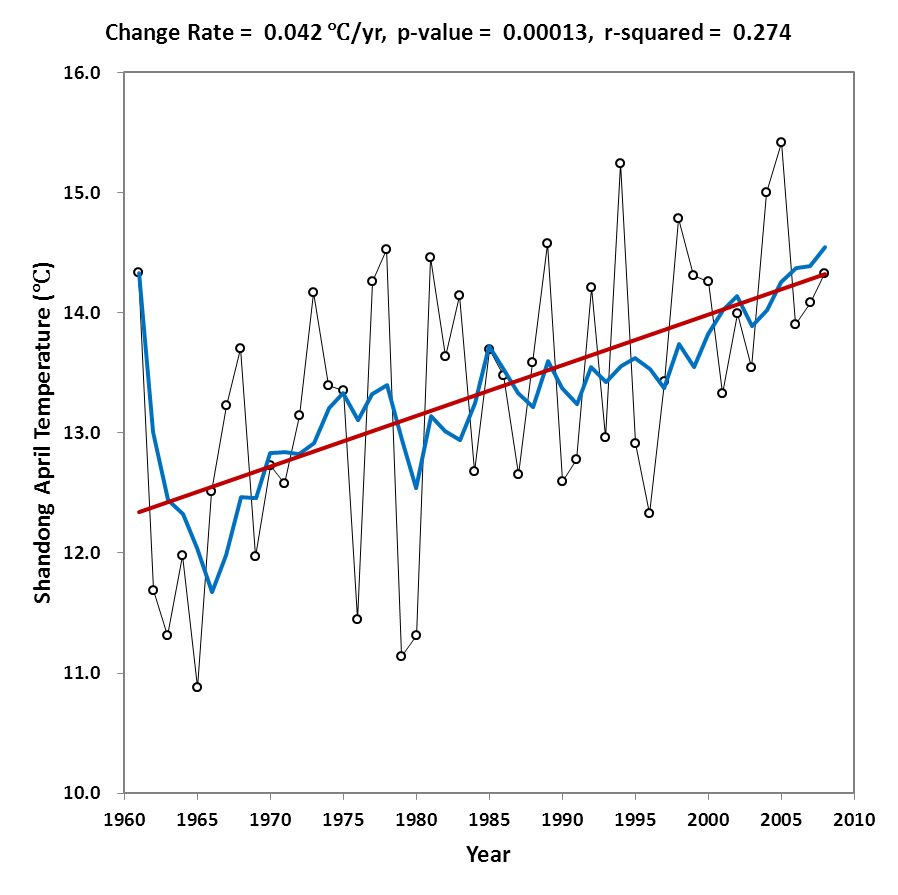 Change Rate = 0.042 ℃/yr, p-value = 0.00013, r-squared = 0.274
Shandong April Temperature (℃)
16.0
15.0
14.0
13.0
12.0
11.0
10.0
1960 1965 1970 1975 1980 1985 1990 1995 2000 2005 2010
Year